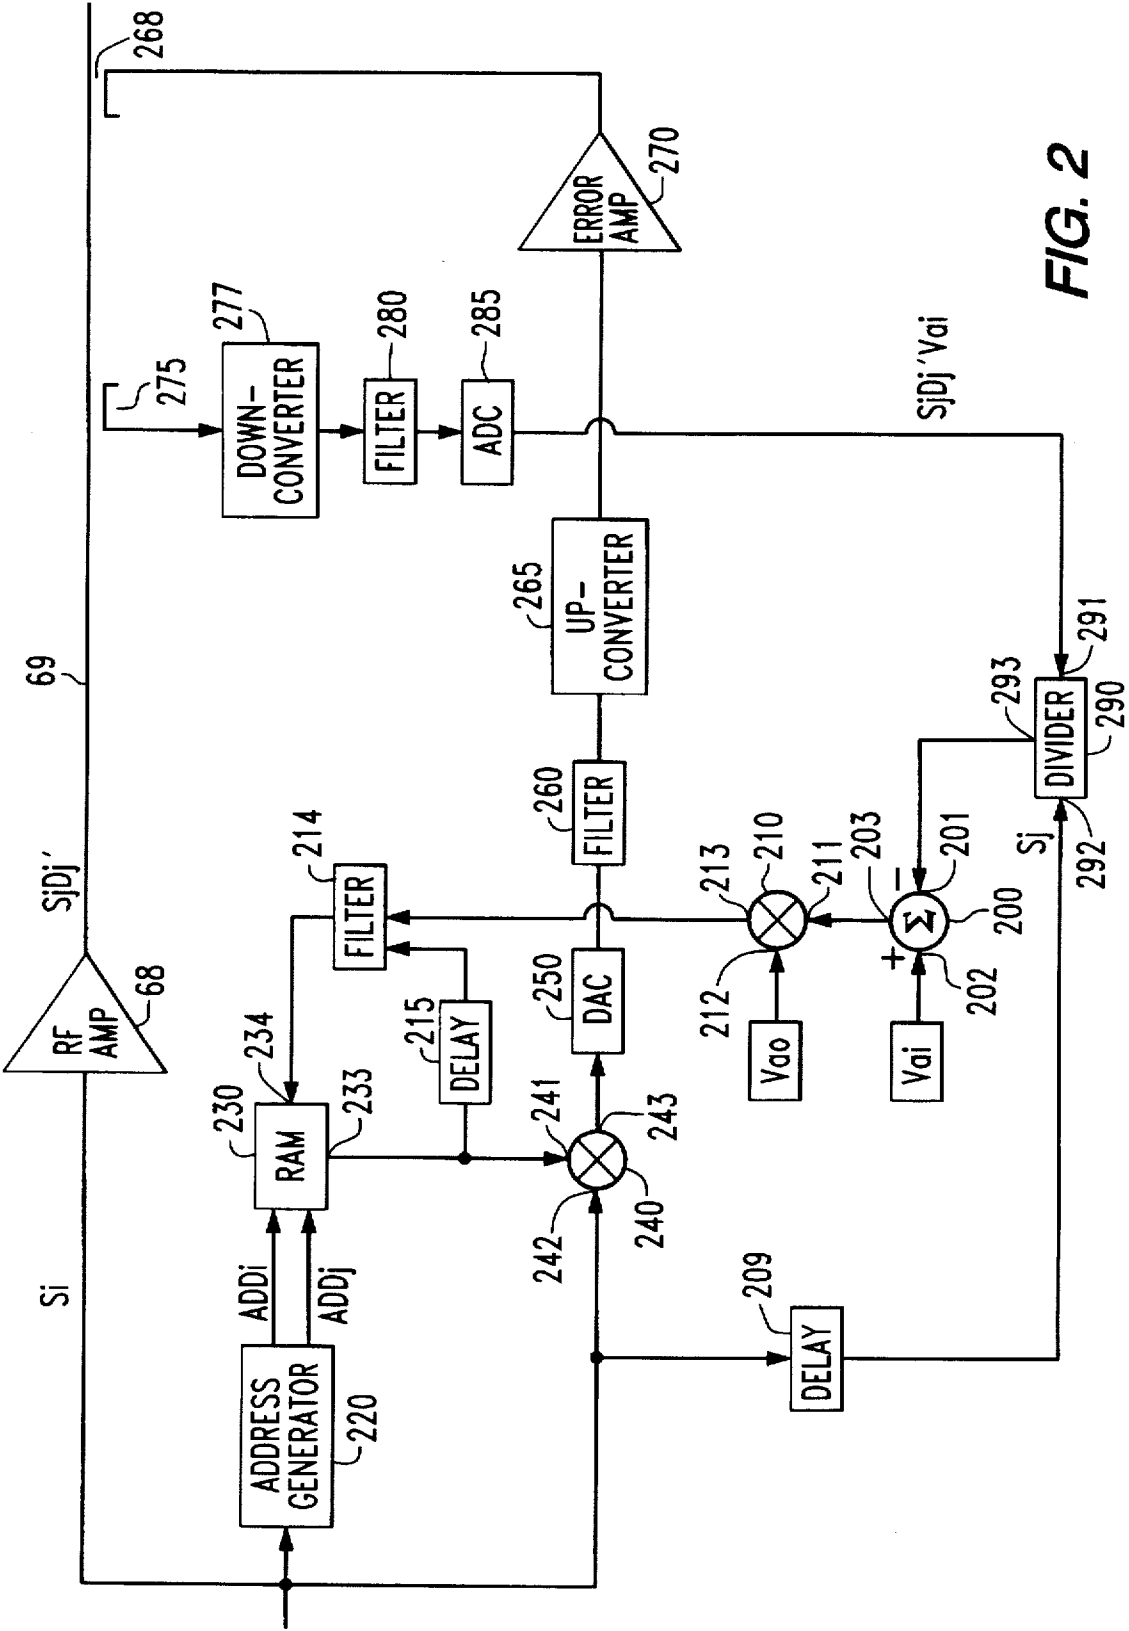 Si
RF
AMP
68
SjDj'
69
268
ADDRESS
GENERATOR
220
ADDi
ADDj
230
RAM
234
233
FILTER
214
DELAY
215
275
DOWN-
CONVERTER
277
FILTER
280
ADC
285
242
241
240
243
DAC
250
FILTER
260
UP-
CONVERTER
265
ERROR
AMP
270
DELAY
209
Vao
212
213
210
211
Vai
+
202
203
Σ
200
-
201
Sj
292
DIVIDER
293
290
291
SjDj'Vai
FIG. 2